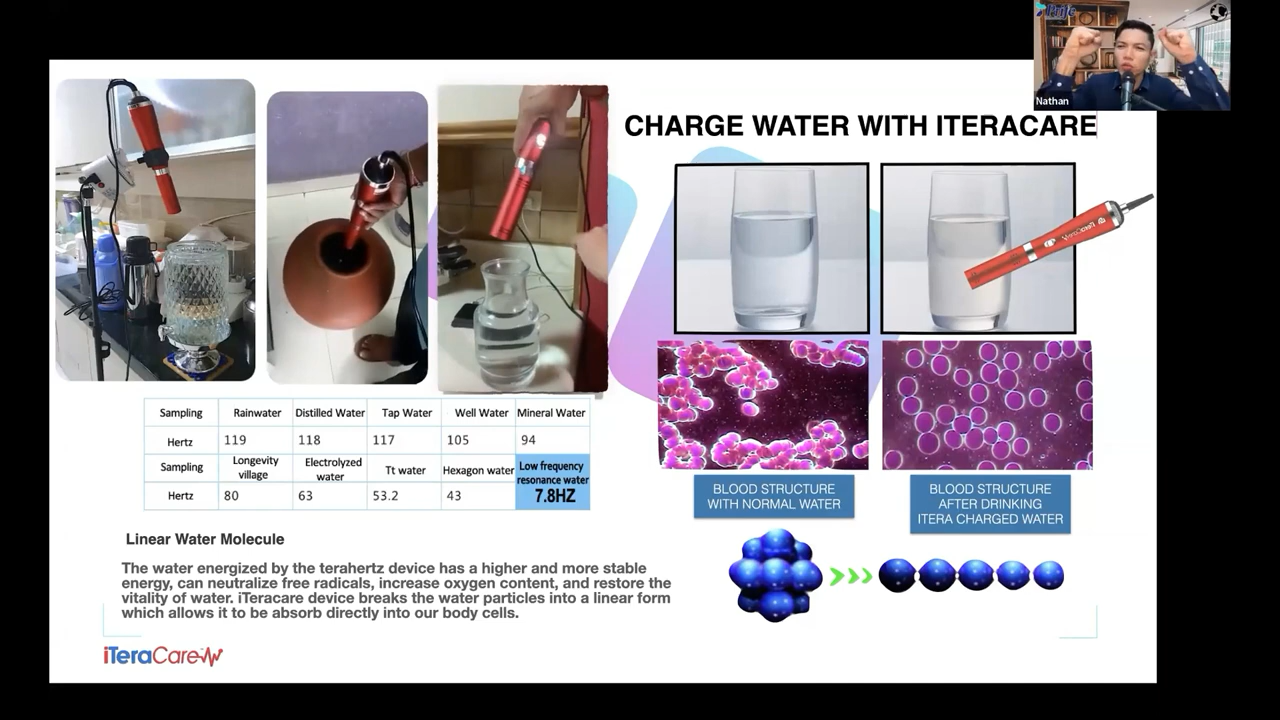 Prife
Nathan
CHARGE WATER WITH ITERACARE
Sampling Rainwater Distilled Water Tap Water Well Water Mineral Water
Hertz 119 118 117 105 94
Sampling Longevity village Electrolyzed water Tt water Hexagon water Low frequency resonance water
Hertz 80 63 53.2 43 7.8HZ
BLOOD STRUCTURE
WITH NORMAL WATER
BLOOD STRUCTURE
AFTER DRINKING
ITERA CHARGED WATER
Linear Water Molecule
The water energized by the terahertz device has a higher and more stable
energy, can neutralize free radicals, increase oxygen content, and restore the
vitality of water. iTeracare device breaks the water particles into a linear form
which allows it to be absorb directly into our body cells.
iTeraCare